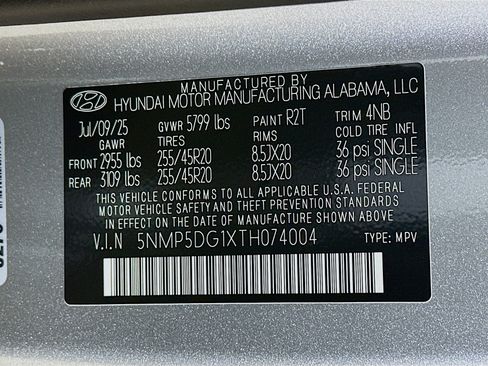 MANUFACTURED BY
HYUNDAI MOTOR MANUFACTURING ALABAMA, LLC
Jul/09/25 GVWR 5799 lbs PAINT R2T TRIM 4NB
GAWR TIRES RIMS COLD TIRE INFL
FRONT 2955 lbs 255/45R20 8.5JX20 36 psi SINGLE
REAR 3109 lbs 255/45R20 8.5JX20 36 psi SINGLE
THIS VEHICLE CONFORMS TO ALL APPLICABLE U.S.A. FEDERAL
MOTOR VEHICLE SAFETY AND THEFT PREVENTION STANDARDS
IN EFFECT ON THE DATE OF MANUFACTURE SHOWN ABOVE.
V.I.N 5NMP5DG1XTH074004 TYPE: MPV